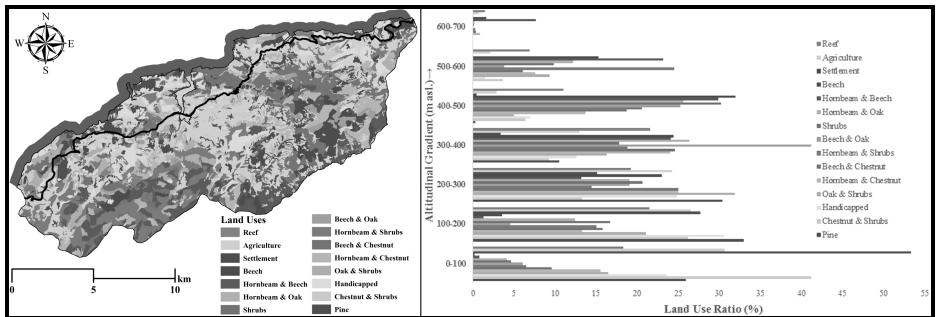 N
W E
S
Land Uses
Reef
Agriculture
Settlement
Beech
Hornbeam & Beech
Hornbeam & Oak
Shrubs
Beech & Oak
Hornbeam & Shrubs
Beech & Chestnut
Hornbeam & Chestnut
Oak & Shrubs
Handicapped
Chestnut & Shrubs
Pine
km
0 5 10
Altitudinal Gradient (m asl.) →
600-700
500-600
400-500
300-400
200-300
100-200
0-100
0 5 10 15 20 25 30 35 40 45 50 55
Land Use Ratio (%)
Reef
Agriculture
Settlement
Beech
Hornbeam & Beech
Hornbeam & Oak
Shrubs
Beech & Oak
Hornbeam & Shrubs
Beech & Chestnut
Hornbeam & Chestnut
Oak & Shrubs
Handicapped
Chestnut & Shrubs
Pine